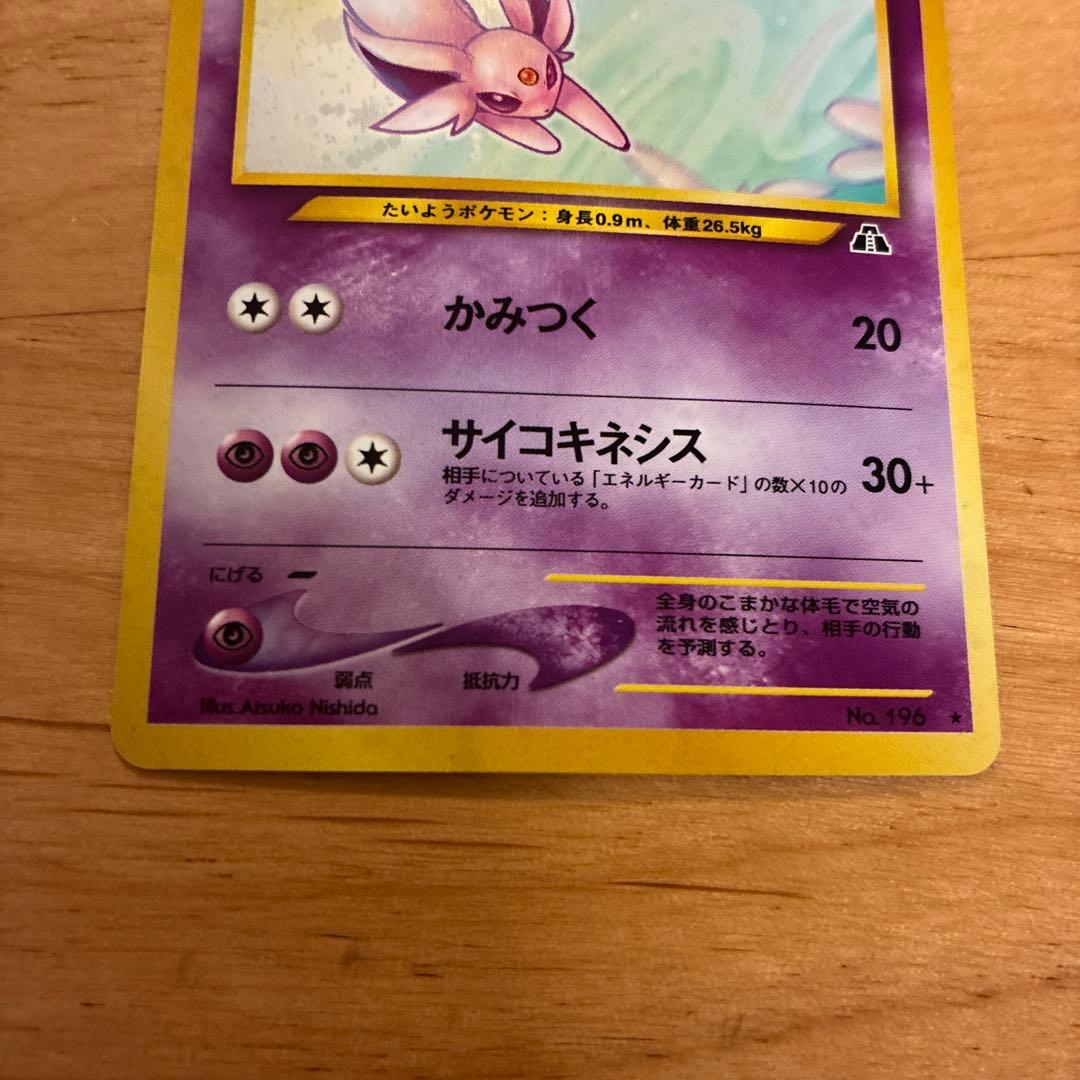 たいようポケモン：身長0.9m、体重26.5kg
かみつく 20
サイコキネシス
相手についている「エネルギーカード」の数×10の
ダメージを追加する。
30+
にげる
全身のこまかな体毛で空気の
流れを感じとり、相手の行動
を予測する。
弱点 抵抗力
Illus.Atsuko Nishida
No. 196 ★